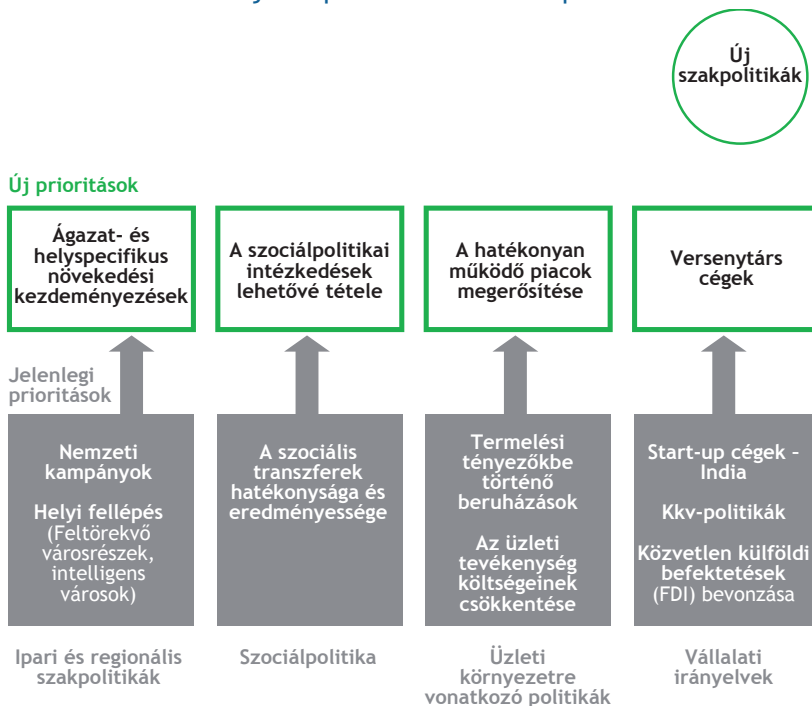 Új
szakpolitikák
Új prioritások
Ágazat- és
helyspecifikus
növekedési
kezdeményezések
A szociálpolitikai
intézkedések
lehetővé tétele
A hatékonyan
működő piacok
megerősítése
Versenytárs
cégek
Jelenlegi
prioritások
Nemzeti
kampányok
Helyi fellépés
(Feltörekvő
városrészek,
intelligens
városok)
A szociális
transzferek
hatékonysága és
eredményessége
Termelési
tényezőkbe
történő
beruházások
Az üzleti
tevékenység
költségeinek
csökkentése
Start-up cégek –
India
Kkv-politikák
Közvetlen külföldi
befektetések
(FDI) bevonzása
Ipari és regionális
szakpolitikák
Szociálpolitika
Üzleti
környezetre
vonatkozó politikák
Vállalati
irányelvek